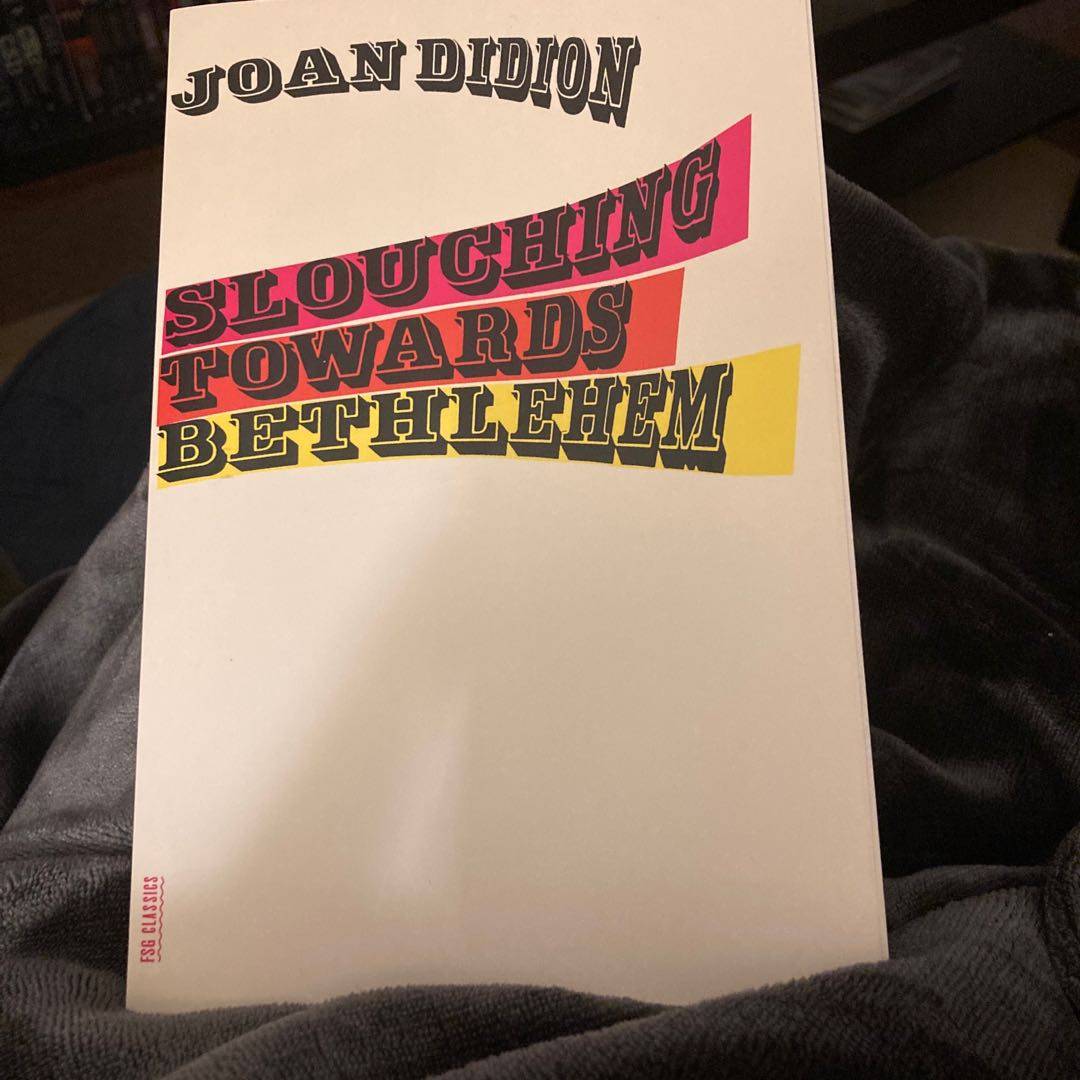 JOAN DIDION
SLOUCHING
TOWARDS
BETHLEHEM
FSG CLASSICS